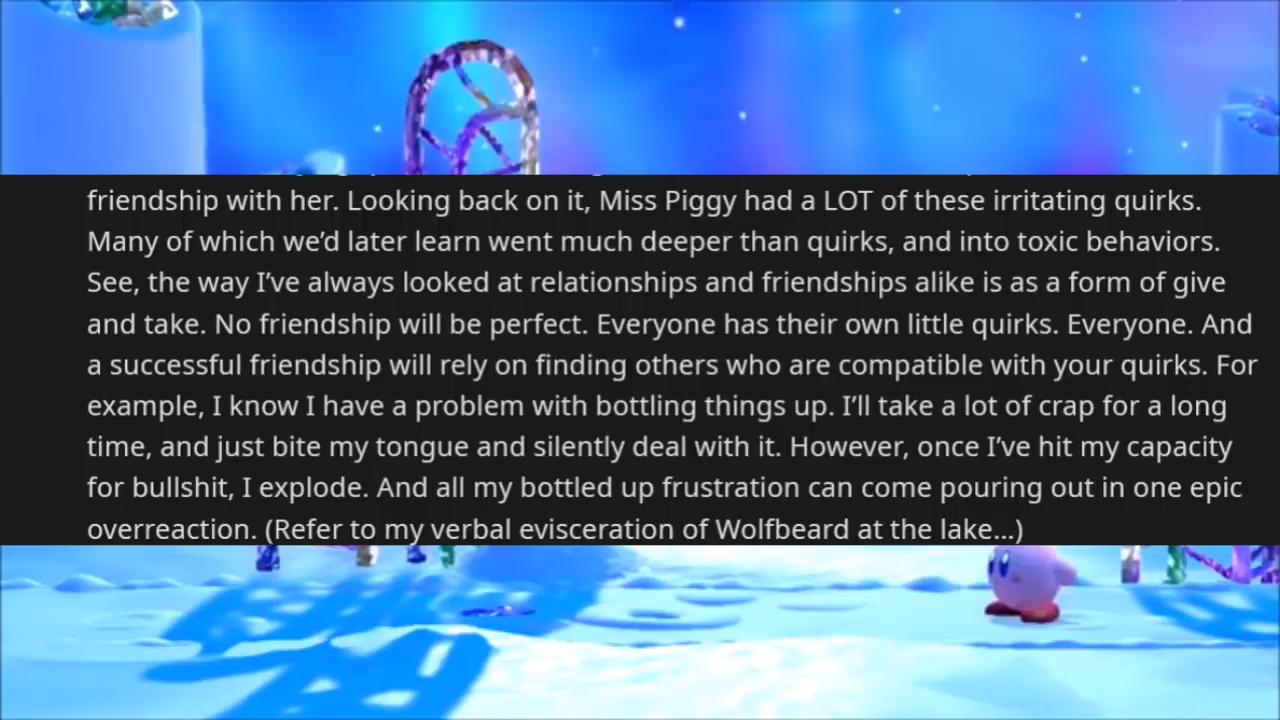 friendship with her. Looking back on it, Miss Piggy had a LOT of these irritating quirks.
Many of which we’d later learn went much deeper than quirks, and into toxic behaviors.
See, the way I’ve always looked at relationships and friendships alike is as a form of give
and take. No friendship will be perfect. Everyone has their own little quirks. Everyone. And
a successful friendship will rely on finding others who are compatible with your quirks. For
example, I know I have a problem with bottling things up. I’ll take a lot of crap for a long
time, and just bite my tongue and silently deal with it. However, once I’ve hit my capacity
for bullshit, I explode. And all my bottled up frustration can come pouring out in one epic
overreaction. (Refer to my verbal evisceration of Wolfbeard at the lake…)